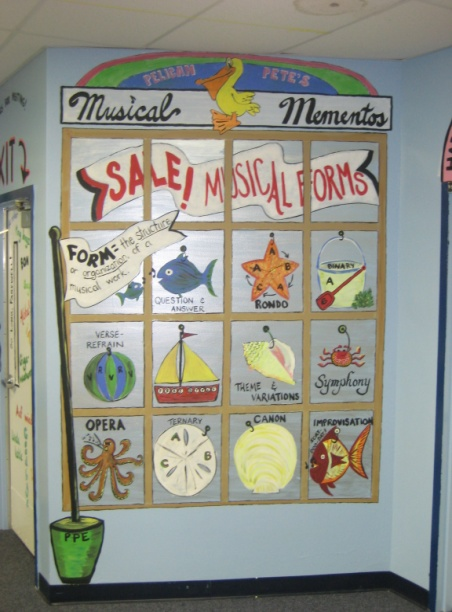 PELICAN PETE'S
Musical Mementos
SALE! MUSICAL FORMS
FORM= the structure
or organization of a
musical work.
QUESTION &
ANSWER
A
B
A
C
A
RONDO
BINARY
A
VERSE-
REFRAIN
V R V R
THEME &
VARIATIONS
Symphony
OPERA
TERNARY
A
B
C
CANON
IMPROVISATION
PPE